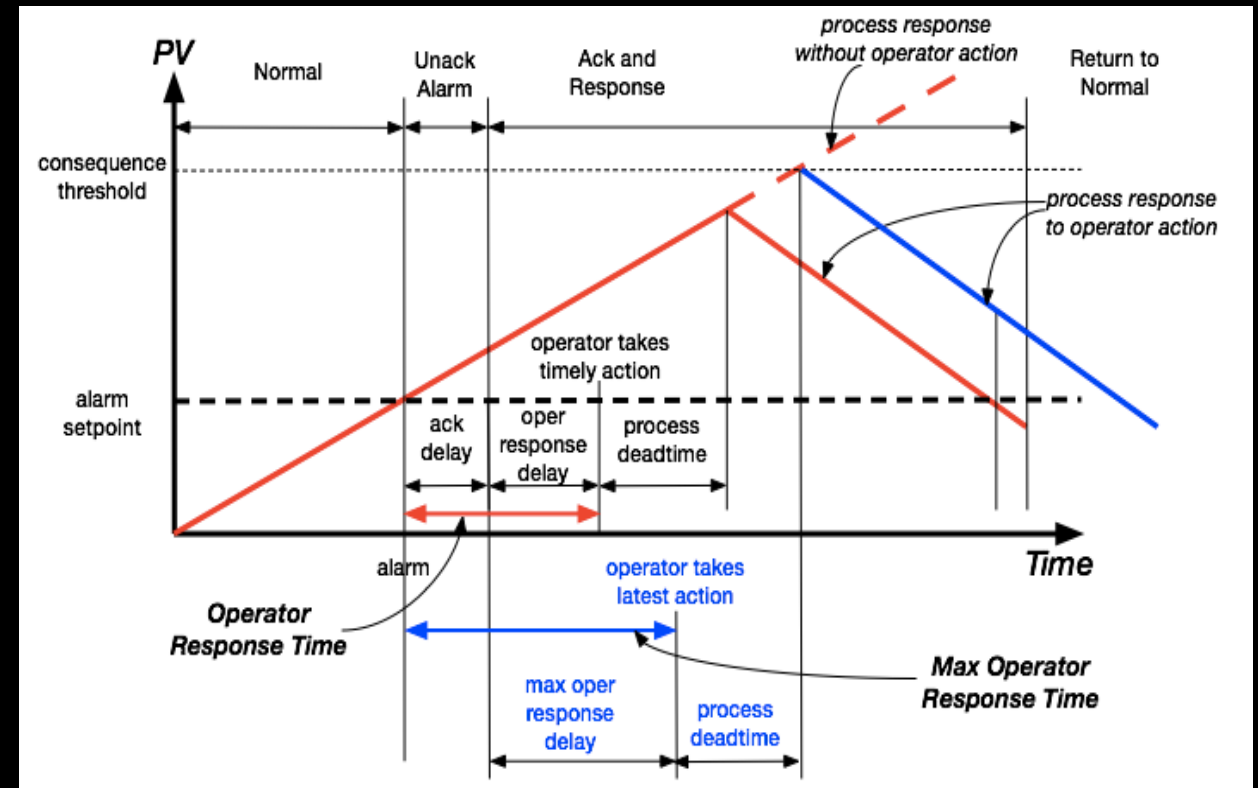 PV
Normal
Unack
Alarm
Ack and
Response
process response
without operator action
Return to
Normal
consequence
threshold
process response
to operator action
operator takes
timely action
alarm
setpoint
ack
delay
oper
response
delay
process
deadtime
Time
alarm
operator takes
latest action
Operator
Response Time
Max Operator
Response Time
max oper
response
delay
process
deadtime